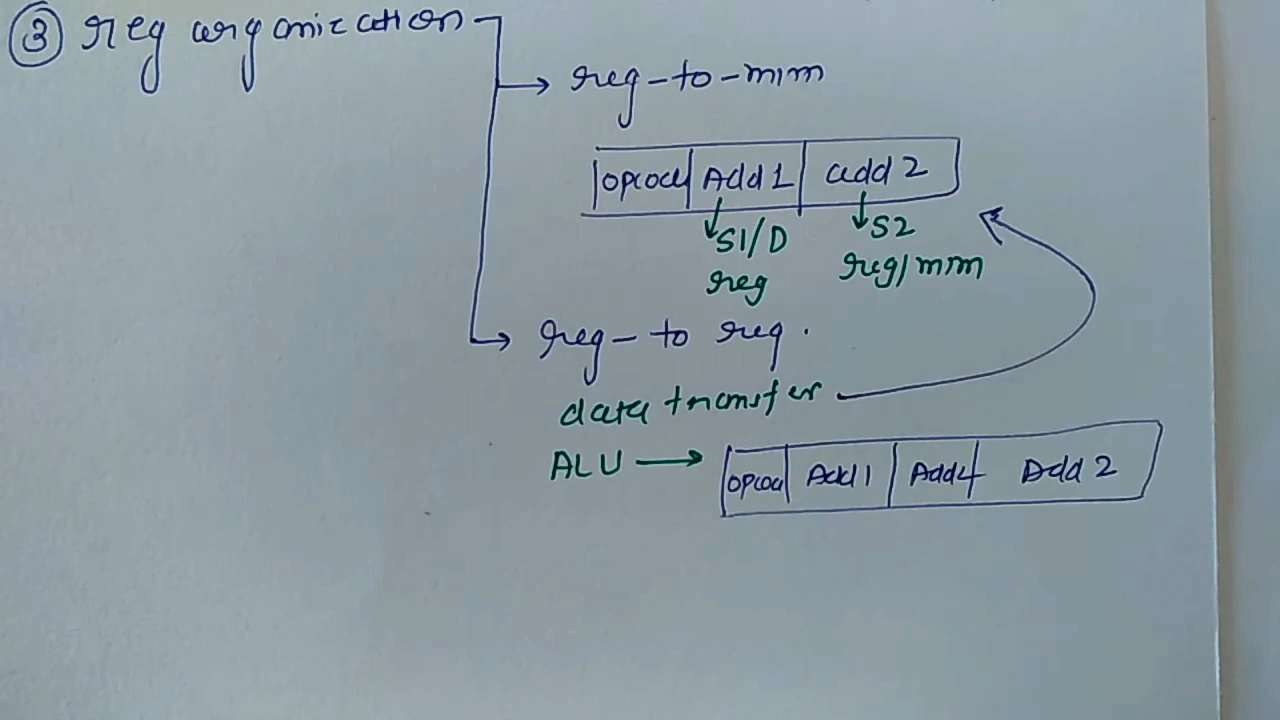 ③ reg organization
→ reg-to-mm
opcode | Add 1 | add 2
S1/D S2
reg reg/mm
→ reg-to reg.
data transfer
ALU → opcod | Add 1 | Add Add 2